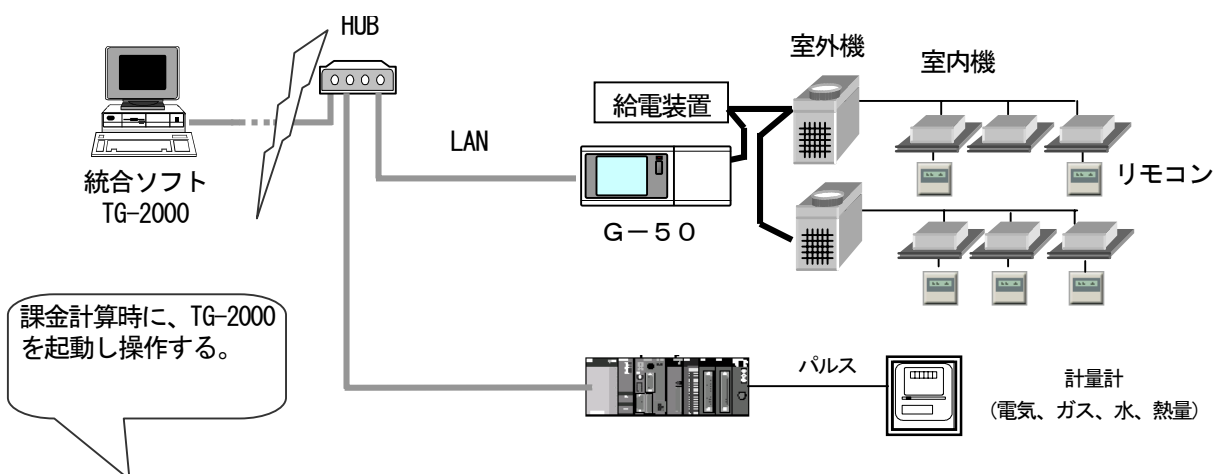 HUB
室外機
室内機
給電装置
LAN
統合ソフト
TG-2000
リモコン
G-50
課金計算時に、TG-2000
を起動し操作する。
パルス
計量計
(電気、ガス、水、熱量)